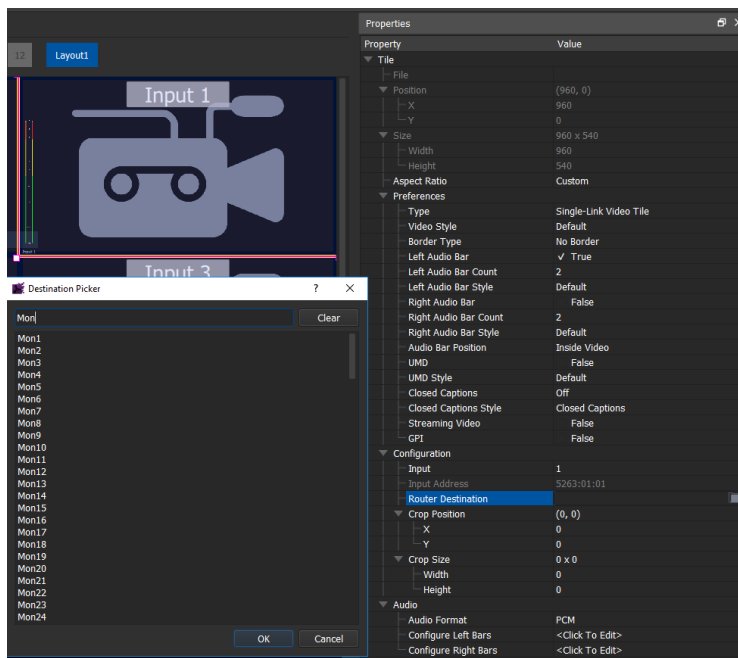 Properties
Property Value
12 Layout1
Tile
File
Position (960, 0)
X 960
Y 0
Size 960 x 540
Width 960
Height 540
Aspect Ratio Custom
Preferences
Type Single-Link Video Tile
Video Style Default
Border Type No Border
Left Audio Bar ✓ True
Left Audio Bar Count 2
Left Audio Bar Style Default
Right Audio Bar False
Right Audio Bar Count 2
Right Audio Bar Style Default
Audio Bar Position Inside Video
UMD False
UMD Style Default
Closed Captions Off
Closed Captions Style Closed Captions
Streaming Video False
GPI False
Configuration
Input 1
Input Address 5263:01:01
Router Destination
Crop Position (0, 0)
X 0
Y 0
Crop Size 0 x 0
Width 0
Height 0
Audio
Audio Format PCM
Configure Left Bars <Click To Edit>
Configure Right Bars <Click To Edit>
Input 1
Input 3
Destination Picker ?
Mon Clear
Mon1
Mon2
Mon3
Mon4
Mon5
Mon6
Mon7
Mon8
Mon9
Mon10
Mon11
Mon12
Mon13
Mon14
Mon15
Mon16
Mon17
Mon18
Mon19
Mon20
Mon21
Mon22
Mon23
Mon24
OK Cancel